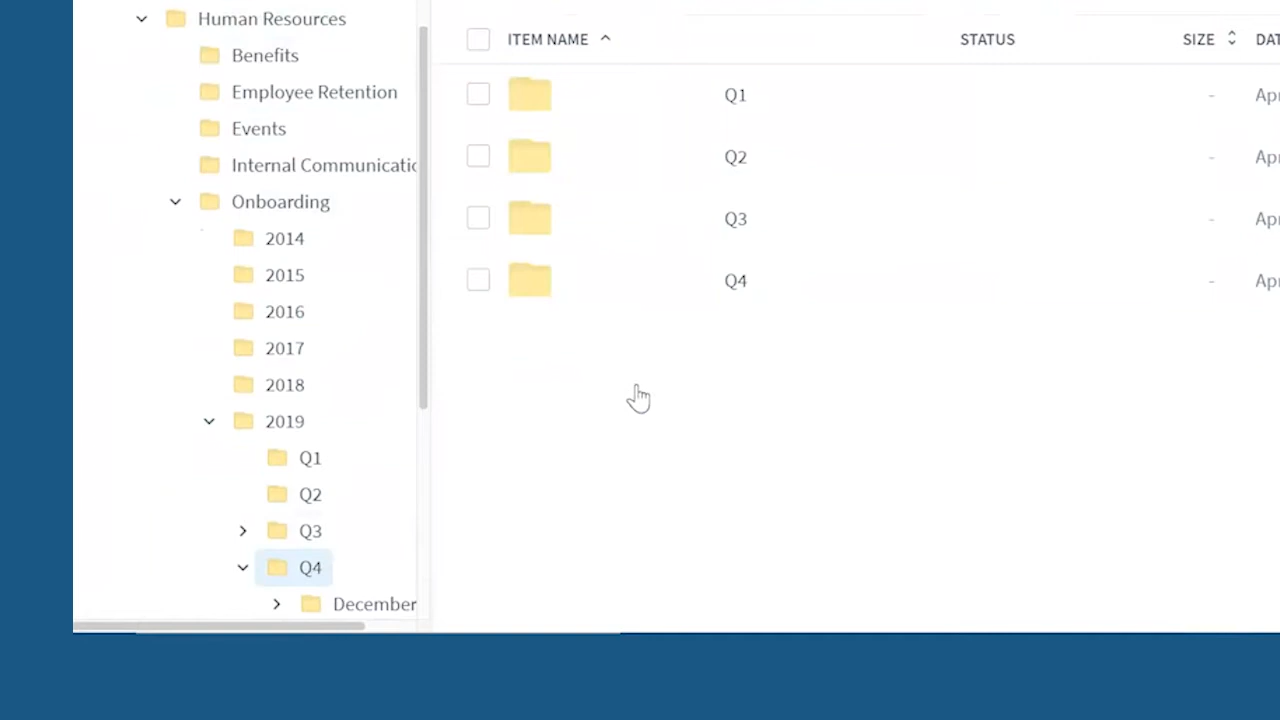 Human Resources
Benefits
Employee Retention
Events
Internal Communicatio
Onboarding
2014
2015
2016
2017
2018
2019
Q1
Q2
Q3
Q4
December
ITEM NAME STATUS SIZE DAT
Q1 - Apr
Q2 - Apr
Q3 - Apr
Q4 - Apr